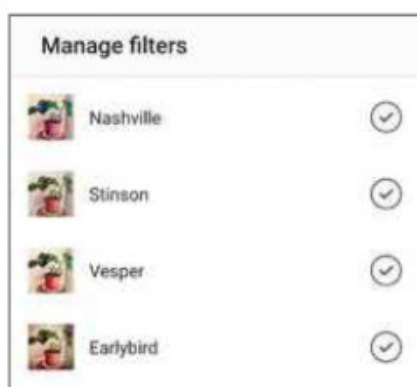 Manage filters
Nashville
Stinson
Vesper
Earlybird